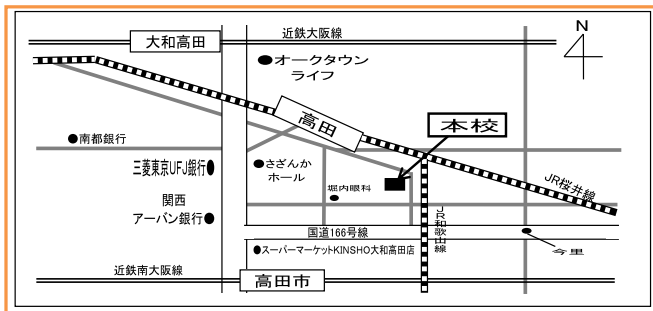 近鉄大阪線
N
大和高田
オークタウン
ライフ
高田
本校
南都銀行
三菱東京UFJ銀行
さざんか
ホール
堀内眼科
JR桜井線
関西
アーバン銀行
JR和歌山線
国道166号線
スーパーマーケットKINSHO大和高田店
今里
近鉄南大阪線
高田市